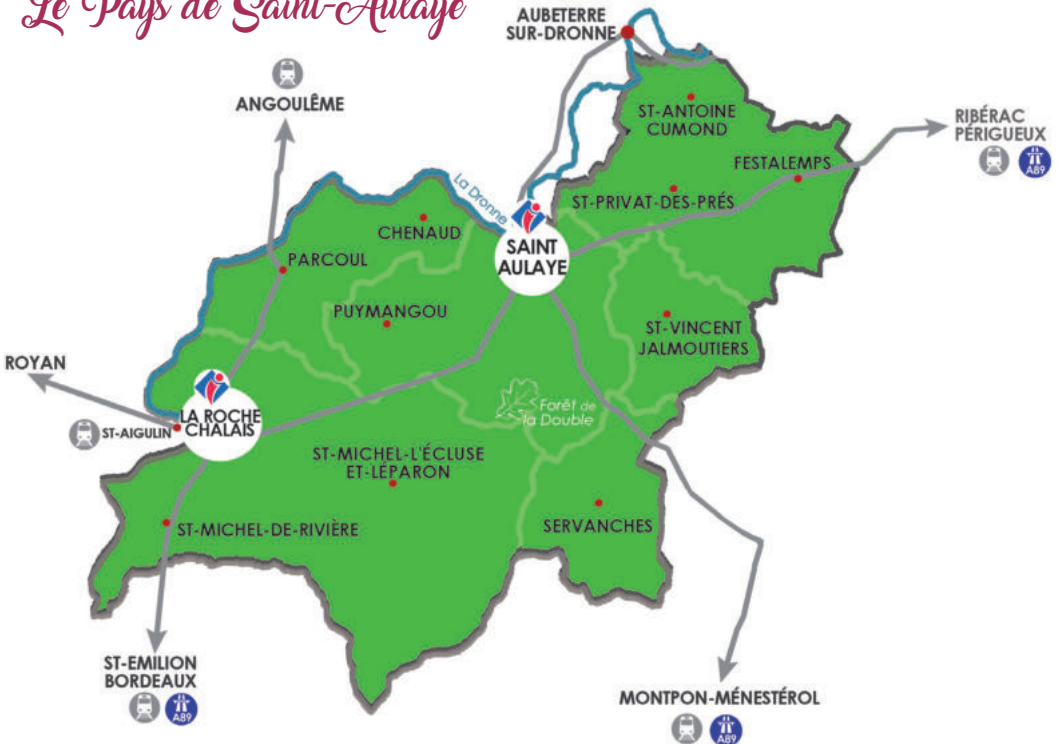 Le Pays de Saint-Aulaye
AUBETERRE
SUR-DRONNE
ANGOULÊME
ST-ANTOINE
CUMOND
RIBÉRAC
PÉRIGUEUX
A89
FESTALEMPS
La Dronne
ST-PRIVAT-DES-PRÉS
CHENAUD
SAINT
AULAYE
PARCOUL
PUYMANGOU
ST-VINCENT
JALMOUTIERS
ROYAN
Forêt de
la Double
LA ROCHE
CHALAIS
ST-AIGULIN
ST-MICHEL-L'ÉCLUSE
ET-LÉPARON
ST-MICHEL-DE-RIVIÈRE
SERVANCHES
ST-EMILION
BORDEAUX
A89
MONTPON-MÉNESTÉROL
A89